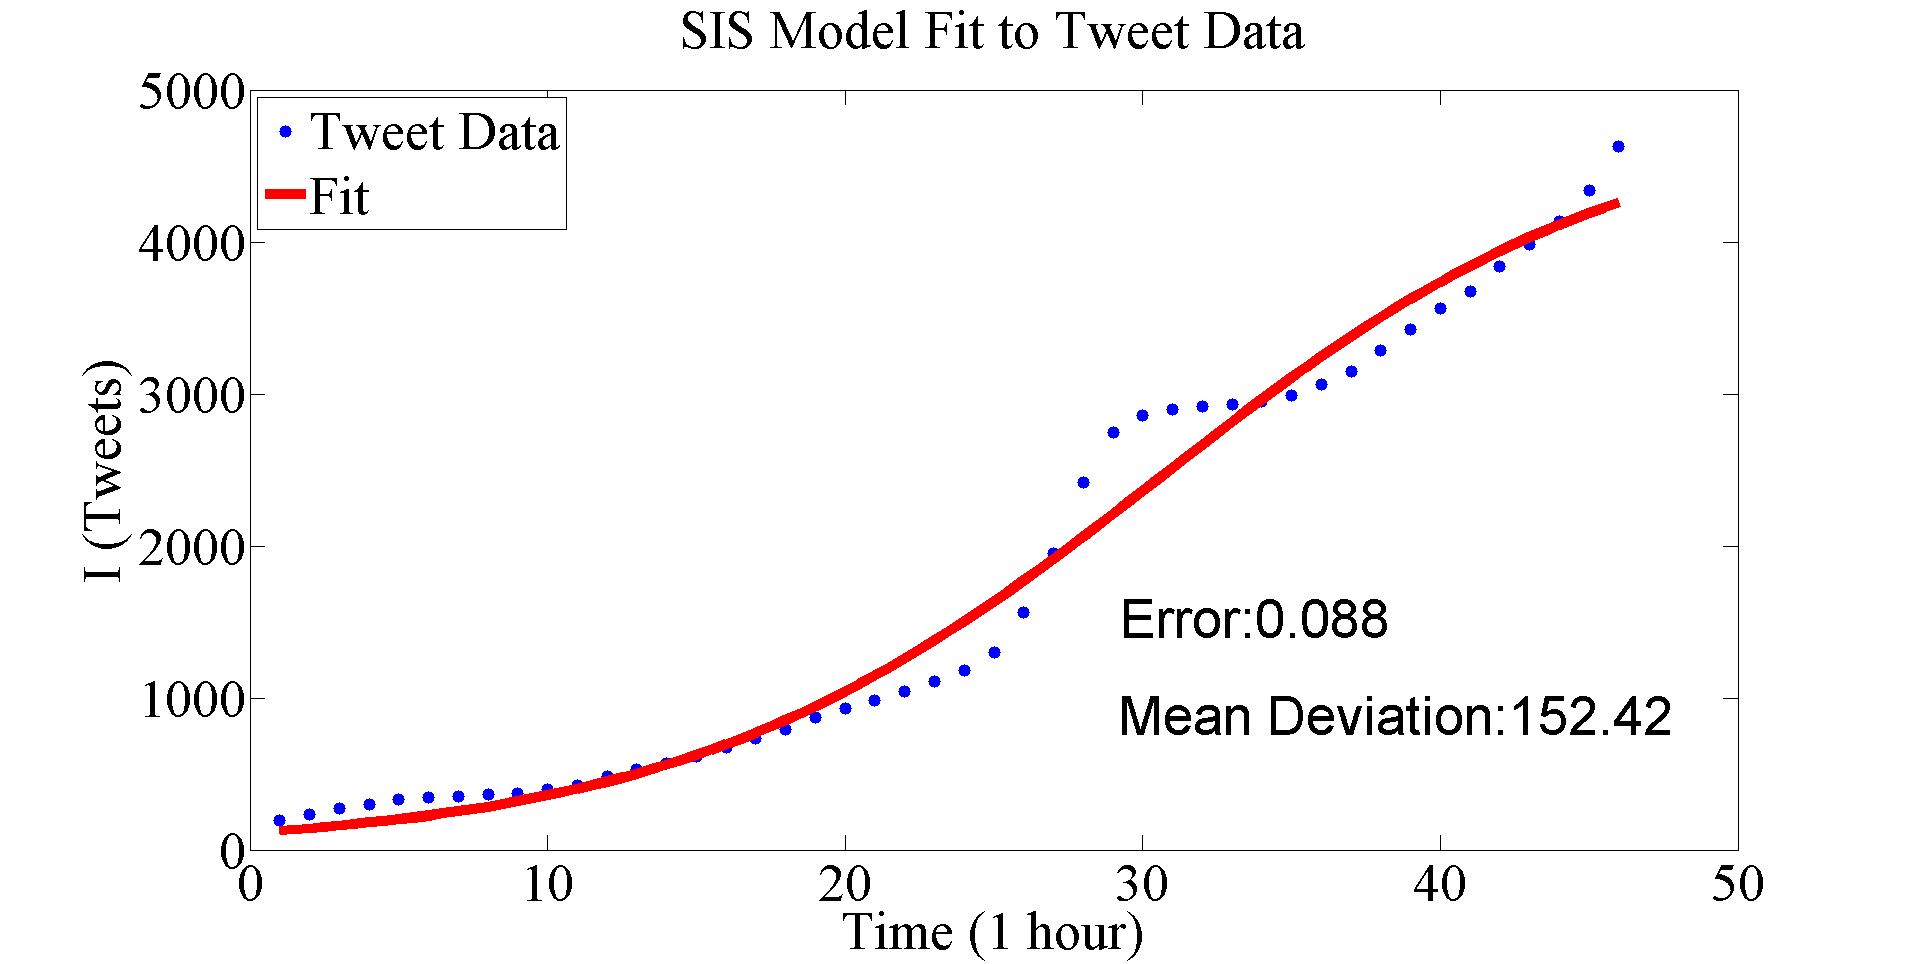 SIS Model Fit to Tweet Data
5000
4000
3000
2000
1000
0
I (Tweets)
Tweet Data
Fit
Error:0.088
Mean Deviation:152.42
0 10 20 30 40 50
Time (1 hour)